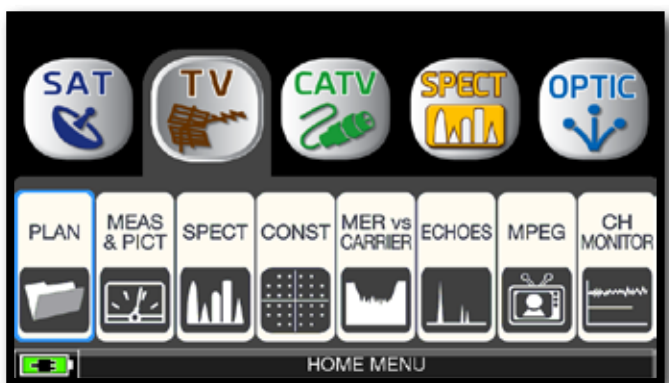 SAT
TV
CATV
SPECT
OPTIC
PLAN
MEAS
& PICT
SPECT
CONST
MER vs
CARRIER
ECHOES
MPEG
CH
MONITOR
HOME MENU